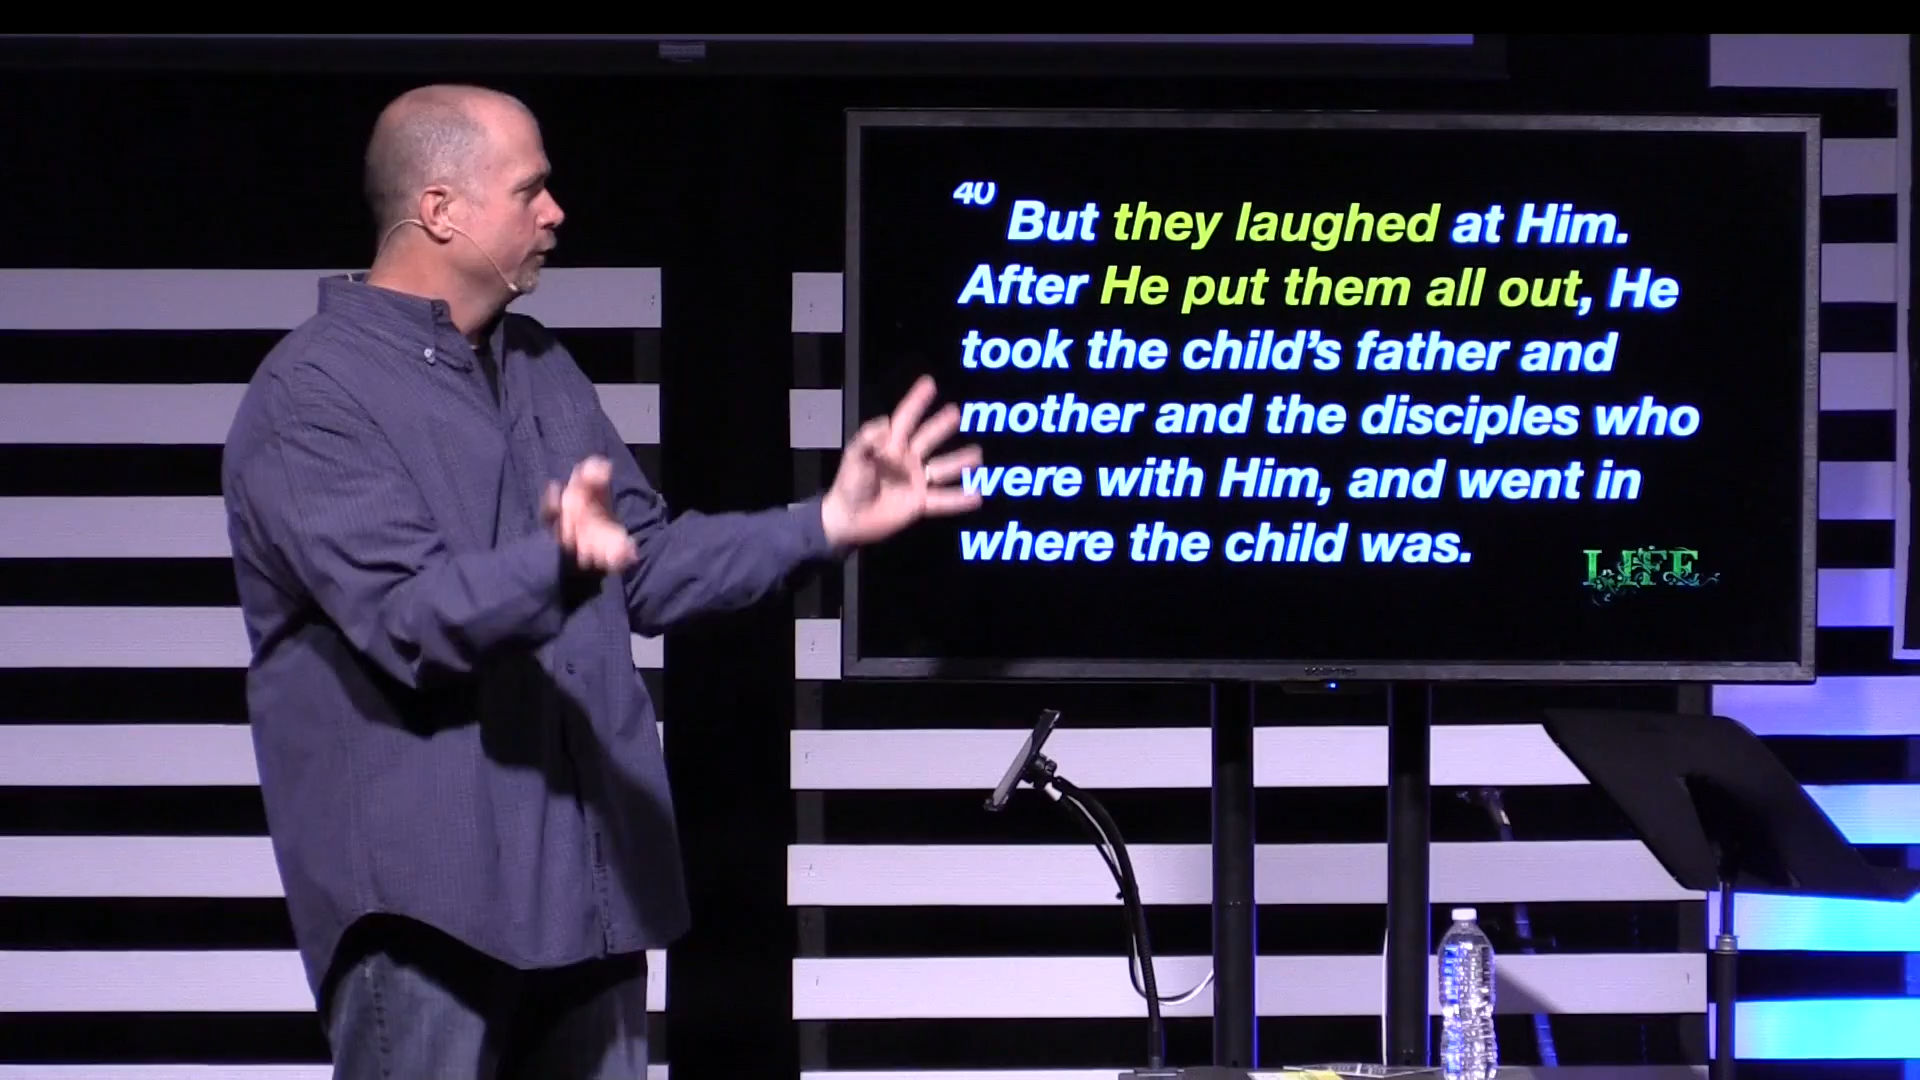 40 But they laughed at Him.
After He put them all out, He
took the child's father and
mother and the disciples who
were with Him, and went in
where the child was.
LIFE